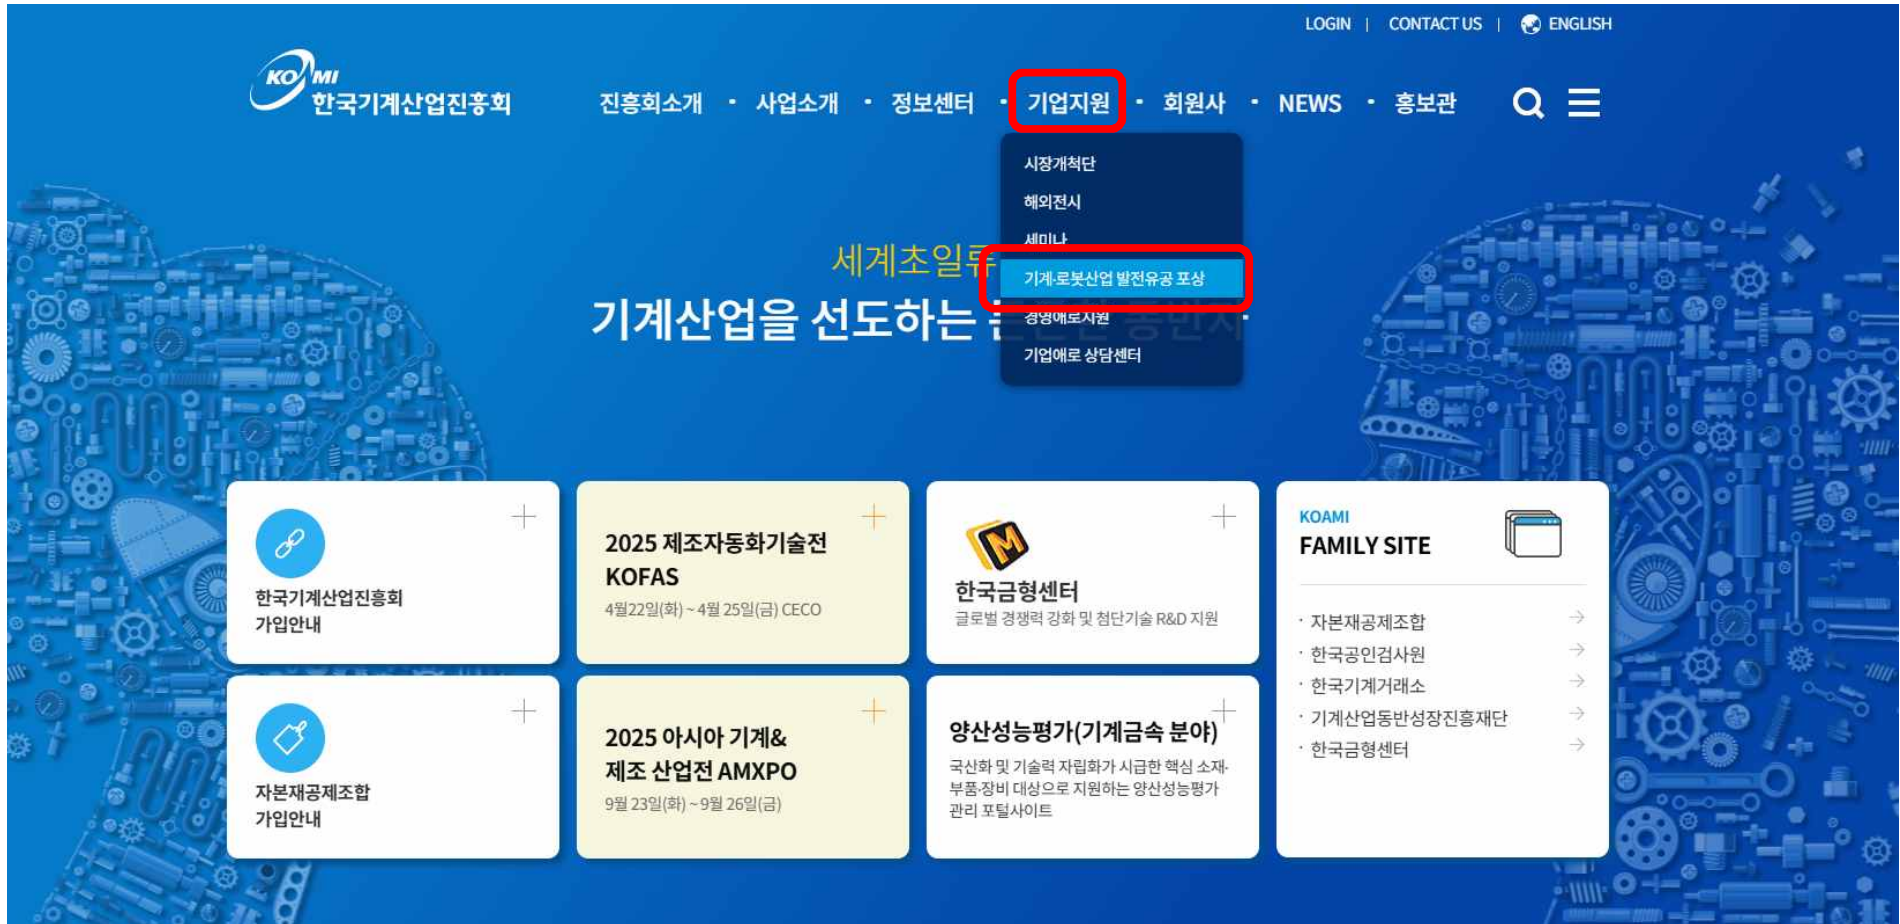 LOGIN | CONTACT US | ENGLISH
KOAMI
한국기계산업진흥회
진흥회소개 · 사업소개 · 정보센터 · 기업지원 · 회원사 · NEWS · 홍보관
시장개척단
해외전시
세미나
기계·로봇산업 발전유공 포상
경영애로지원
기업애로 상담센터
세계초일류
기계산업을 선도하는
한국기계산업진흥회
가입안내
2025 제조자동화기술전
KOFAS
4월22일(화) ~ 4월 25일(금) CECO
한국금형센터
글로벌 경쟁력 강화 및 첨단기술 R&D 지원
KOAMI
FAMILY SITE
· 자본재공제조합
· 한국공인검사원
· 한국기계거래소
· 기계산업동반성장진흥재단
· 한국금형센터
자본재공제조합
가입안내
2025 아시아 기계&
제조 산업전 AMXPO
9월 23일(화) ~ 9월 26일(금)
양산성능평가(기계금속 분야)
국산화 및 기술력 자립화가 시급한 핵심 소재·
부품·장비 대상으로 지원하는 양산성능평가
관리 포털사이트